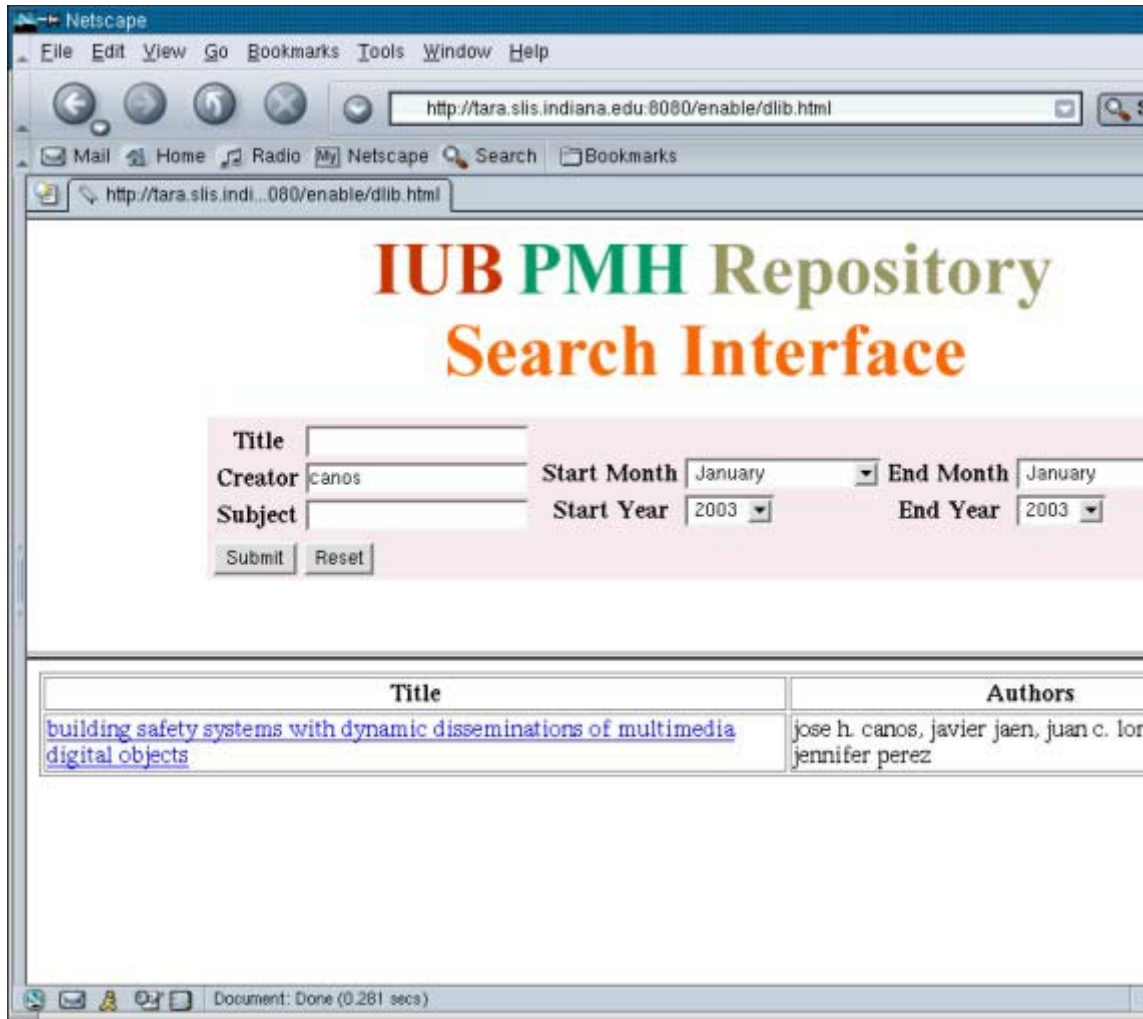 Netscape
File Edit View Go Bookmarks Tools Window Help
http://tara.slis.indiana.edu:8080/enable/dlib.html
Mail Home Radio My Netscape Search Bookmarks
http://tara.slis.indi...080/enable/dlib.html
IUB PMH Repository
Search Interface
Title
Creator canos Start Month January End Month January
Subject Start Year 2003 End Year 2003
Submit Reset
Title Authors
building safety systems with dynamic disseminations of multimedia jose h. canos, javier jaen, juan c.
digital objects jennifer perez
Document: Done (0.281 secs)